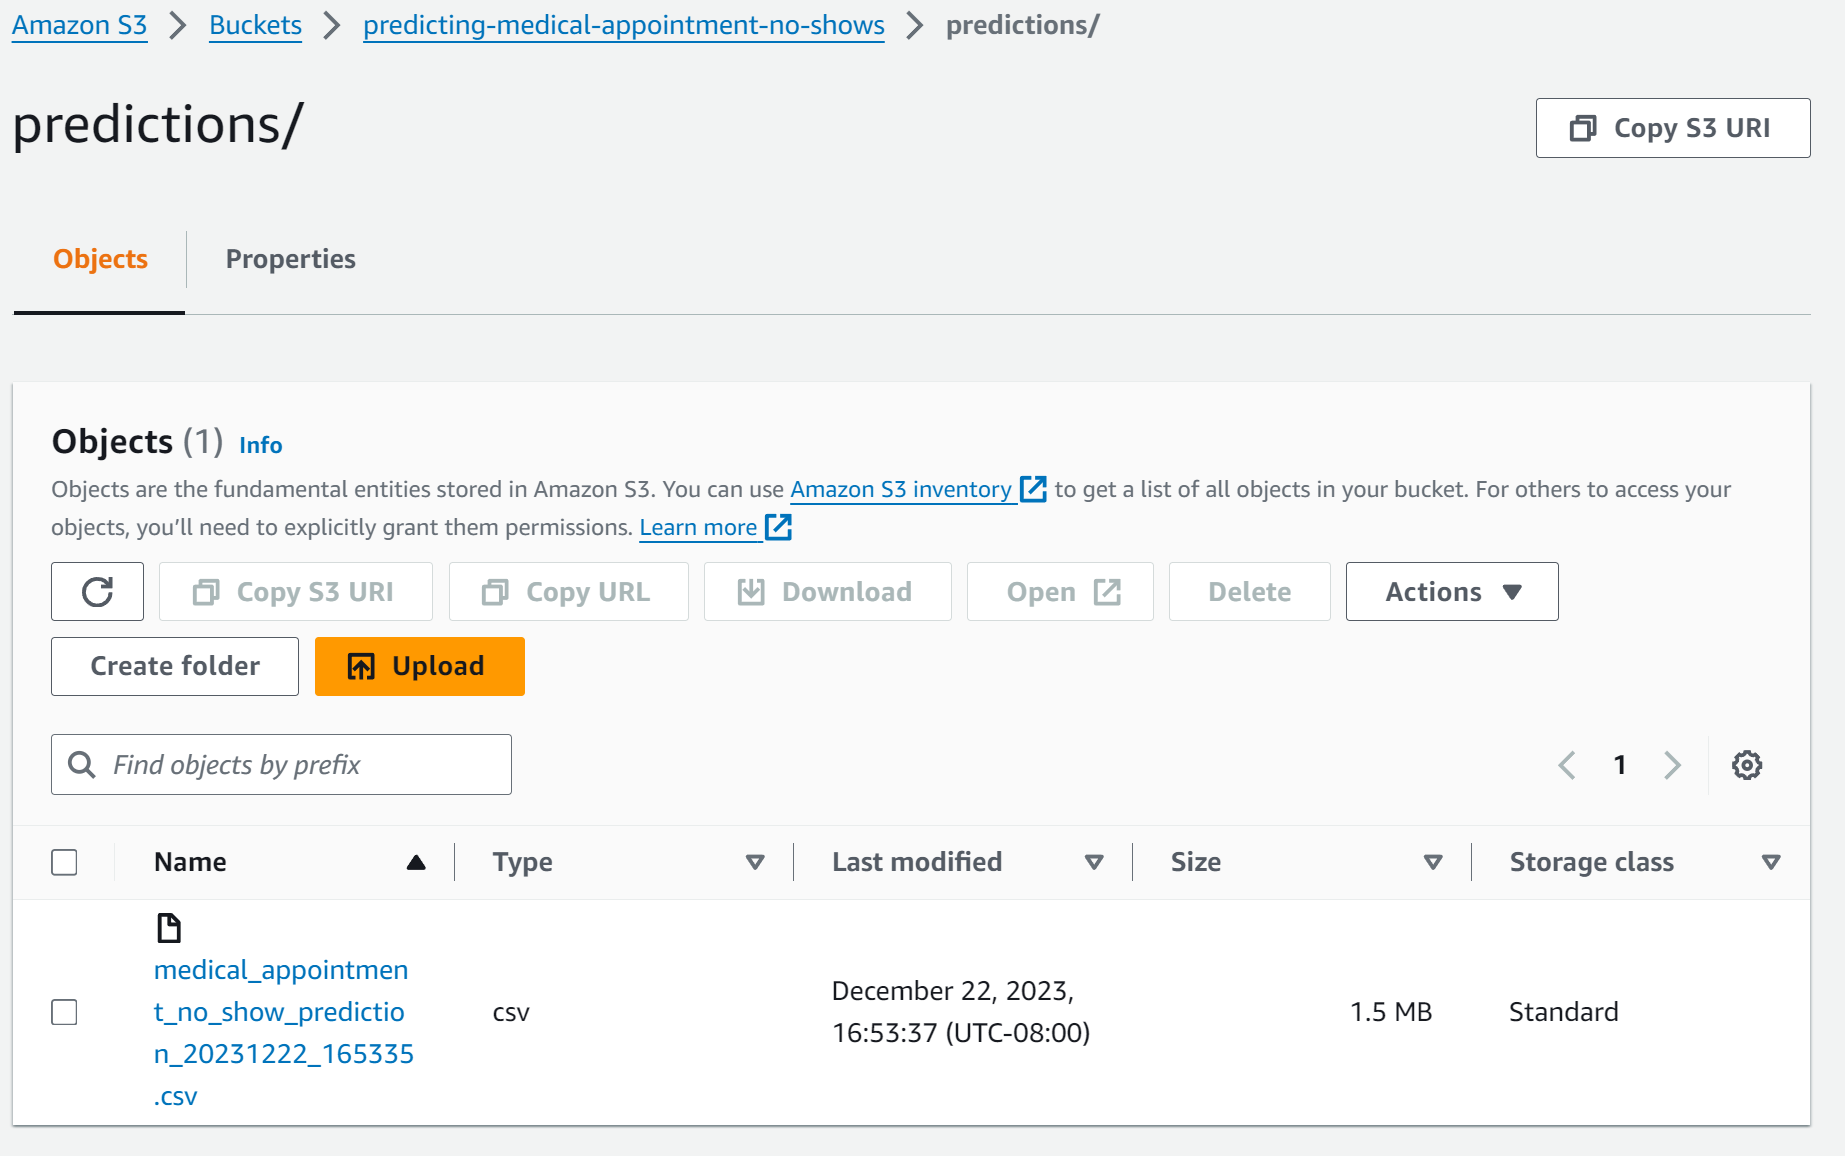 Amazon S3 > Buckets > predicting-medical-appointment-no-shows > predictions/
predictions/
Copy S3 URI
Objects
Properties
Objects (1) Info
Objects are the fundamental entities stored in Amazon S3. You can use Amazon S3 inventory to get a list of all objects in your bucket. For others to access your
objects, you’ll need to explicitly grant them permissions. Learn more
Copy S3 URI
Copy URL
Download
Open
Delete
Actions
Create folder
Upload
Find objects by prefix
1
Name
Type
Last modified
Size
Storage class
medical_appointmen
t_no_show_predictio
n_20231222_165335
.csv
csv
December 22, 2023,
16:53:37 (UTC-08:00)
1.5 MB
Standard